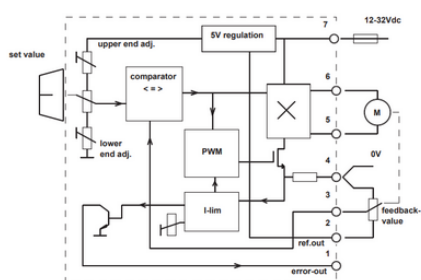 7
12-32Vdc
5V regulation
upper end adj.
set value
comparator
< = >
6
M
5
lower
end adj.
PWM
4
0V
3
I-lim
feedback-
value
2
ref.out
1
error-out